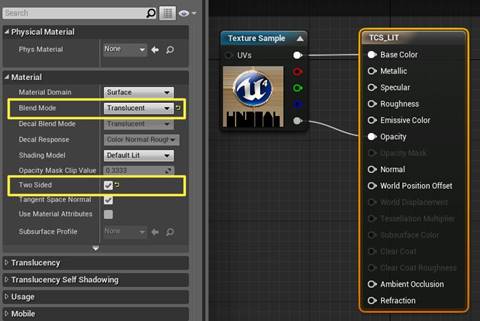 Search
Physical Material
Phys Material
None
Material
Material Domain
Surface
Blend Mode
Translucent
Decal Blend Mode
Translucent
Decal Response
Color Normal Rough
Shading Model
Default Lit
Opacity Mask Clip Value
0.3333
Two Sided
Tangent Space Normal
Use Material Attributes
Subsurface Profile
None
Translucency
Translucency Self Shadowing
Usage
Mobile
Texture Sample
UVs
4
TCS_LIT
Base Color
Metallic
Specular
Roughness
Emissive Color
Opacity
Opacity Mask
Normal
World Position Offset
World Displacement
Tessellation Multiplier
Subsurface Color
Clear Coat
Clear Coat Roughness
Ambient Occlusion
Refraction